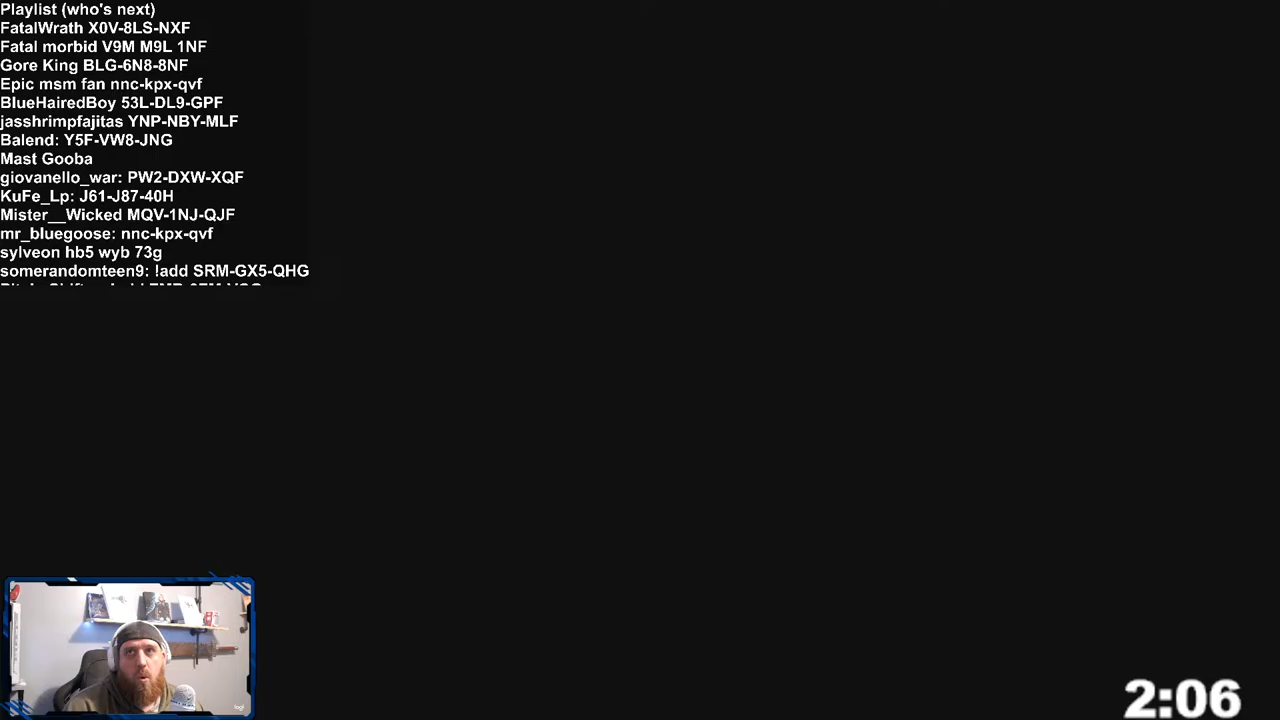 Playlist (who's next)
FatalWrath X0V-8LS-NXF
Fatal morbid V9M M9L 1NF
Gore King BLG-6N8-8NF
Epic msm fan nnc-kpx-qvf
BlueHairedBoy 53L-DL9-GPF
jasshrimpfajitas YNP-NBY-MLF
Balend: Y5F-VW8-JNG
Mast Gooba
giovanello_war: PW2-DXW-XQF
KuFe_Lp: J61-J87-40H
Mister__Wicked MQV-1NJ-QJF
mr_bluegoose: nnc-kpx-qvf
sylveon hb5 wyb 73g
somerandomteen9: !add SRM-GX5-QHG
logi
2:06